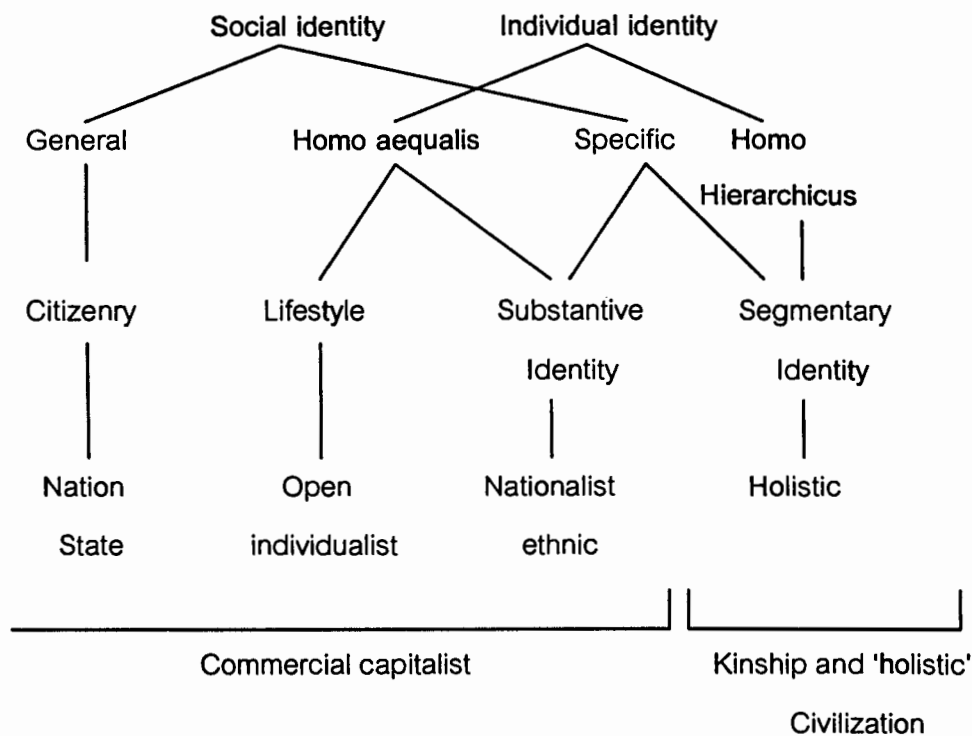 Social identity Individual identity
General Homo aequalis Specific Homo
Hierarchicus
Citizenry Lifestyle Substantive Segmentary
Identity Identity
Nation Open Nationalist Holistic
State individualist ethnic
Commercial capitalist Kinship and 'holistic'
Civilization